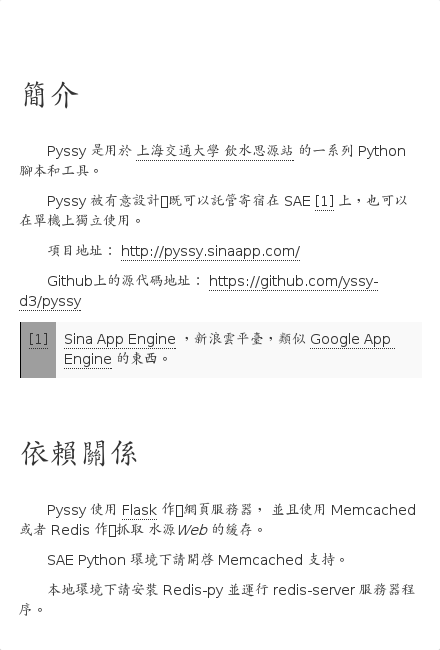 簡介
Pyssy 是用於 上海交通大學 飲水思源站 的一系列 Python
腳本和工具。
Pyssy 被有意設計▯既可以託管寄宿在 SAE [1] 上，也可以
在單機上獨立使用。
項目地址： http://pyssy.sinaapp.com/
Github上的源代碼地址： https://github.com/yssy-
d3/pyssy
[1] Sina App Engine ，新浪雲平臺，類似 Google App
Engine 的東西。
依賴關係
Pyssy 使用 Flask 作▯網頁服務器， 並且使用 Memcached
或者 Redis 作▯抓取 水源Web 的緩存。
SAE Python 環境下請開啓 Memcached 支持。
本地環境下請安裝 Redis-py 並運行 redis-server 服務器程
序。